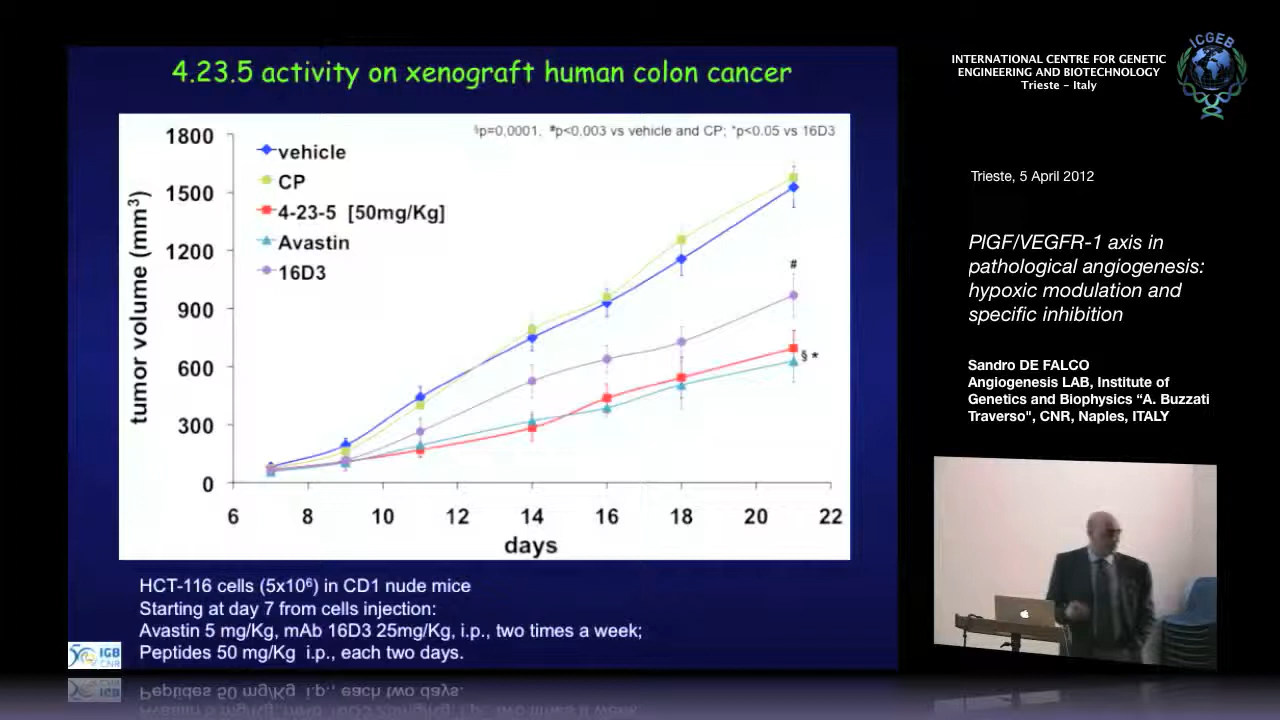 4.23.5 activity on xenograft human colon cancer
§p=0,0001, #p<0.003 vs vehicle and CP; *p<0.05 vs 16D3
vehicle
CP
4-23-5 [50mg/Kg]
Avastin
16D3
tumor volume (mm³)
1800
1500
1200
900
600
300
0
#
§ *
6 8 10 12 14 16 18 20 22
days
HCT-116 cells (5x10⁶) in CD1 nude mice
Starting at day 7 from cells injection:
Avastin 5 mg/Kg, mAb 16D3 25mg/Kg, i.p., two times a week;
Peptides 50 mg/Kg i.p., each two days.
IGB
CNR
INTERNATIONAL CENTRE FOR GENETIC
ENGINEERING AND BIOTECHNOLOGY
Trieste - Italy
ICGEB
Trieste, 5 April 2012
PlGF/VEGFR-1 axis in
pathological angiogenesis:
hypoxic modulation and
specific inhibition
Sandro DE FALCO
Angiogenesis LAB, Institute of
Genetics and Biophysics “A. Buzzati
Traverso", CNR, Naples, ITALY